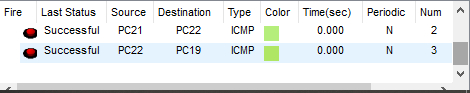 Fire Last Status Source Destination Type Color Time(sec) Periodic Num
Successful PC21 PC22 ICMP 0.000 N 2
Successful PC22 PC19 ICMP 0.000 N 3